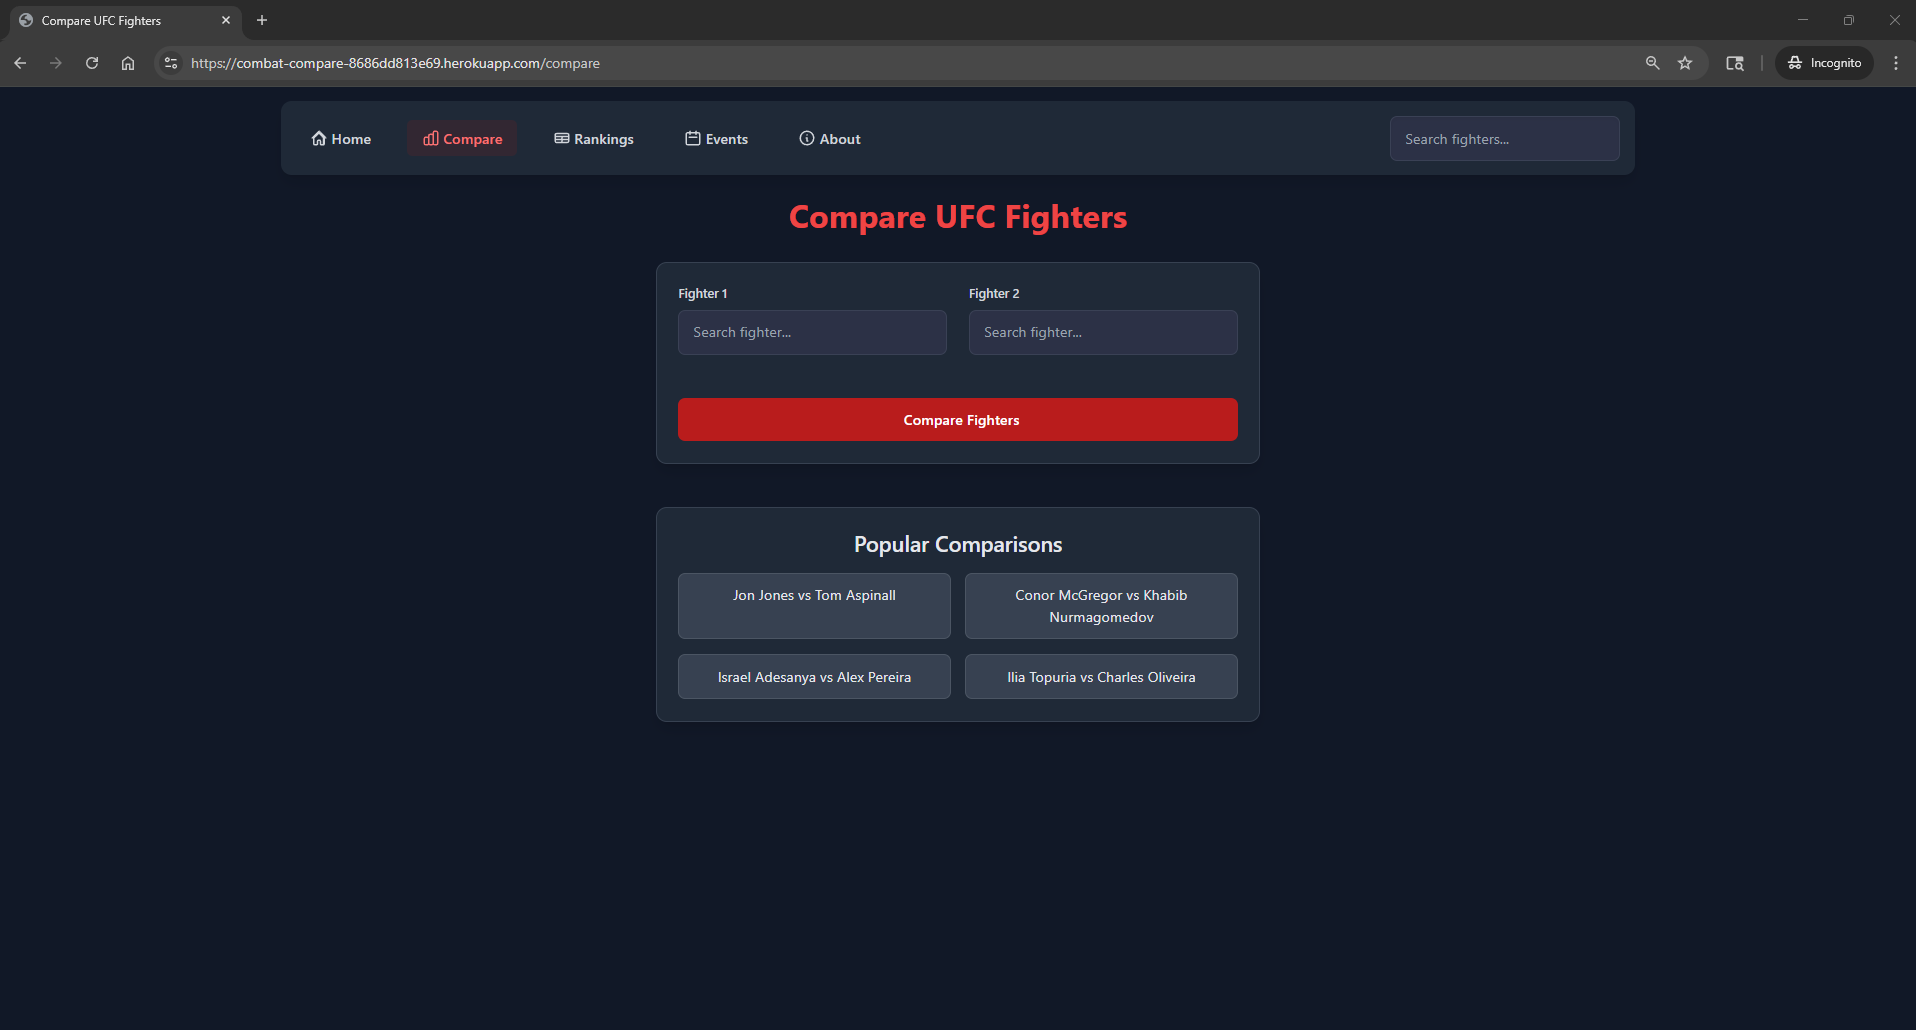 Compare UFC Fighters
https://combat-compare-8686dd813e69.herokuapp.com/compare
Incognito
Home
Compare
Rankings
Events
About
Search fighters...
Compare UFC Fighters
Fighter 1
Fighter 2
Search fighter...
Search fighter...
Compare Fighters
Popular Comparisons
Jon Jones vs Tom Aspinall
Conor McGregor vs Khabib
Nurmagomedov
Israel Adesanya vs Alex Pereira
Ilia Topuria vs Charles Oliveira